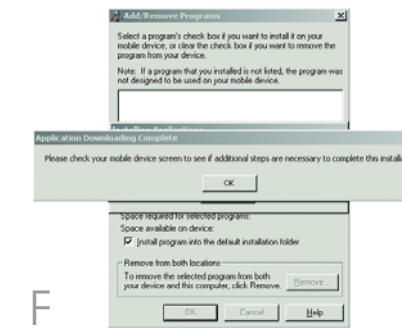 Add/Remove Programs
Select a program's check box if you want to install it on your
mobile device, or clear the check box if you want to remove the
program from your device.
Note: If a program that you installed is not listed, the program was
not designed to be used on your mobile device.
Installing Applications
Application Downloading Complete
Please check your mobile device screen to see if additional steps are necessary to complete this installa
OK
Space required for selected programs:
Space available on device:
Install program into the default installation folder
Remove from both locations
To remove the selected program from both
your device and this computer, click Remove.
Remove...
OK
Cancel
Help
F